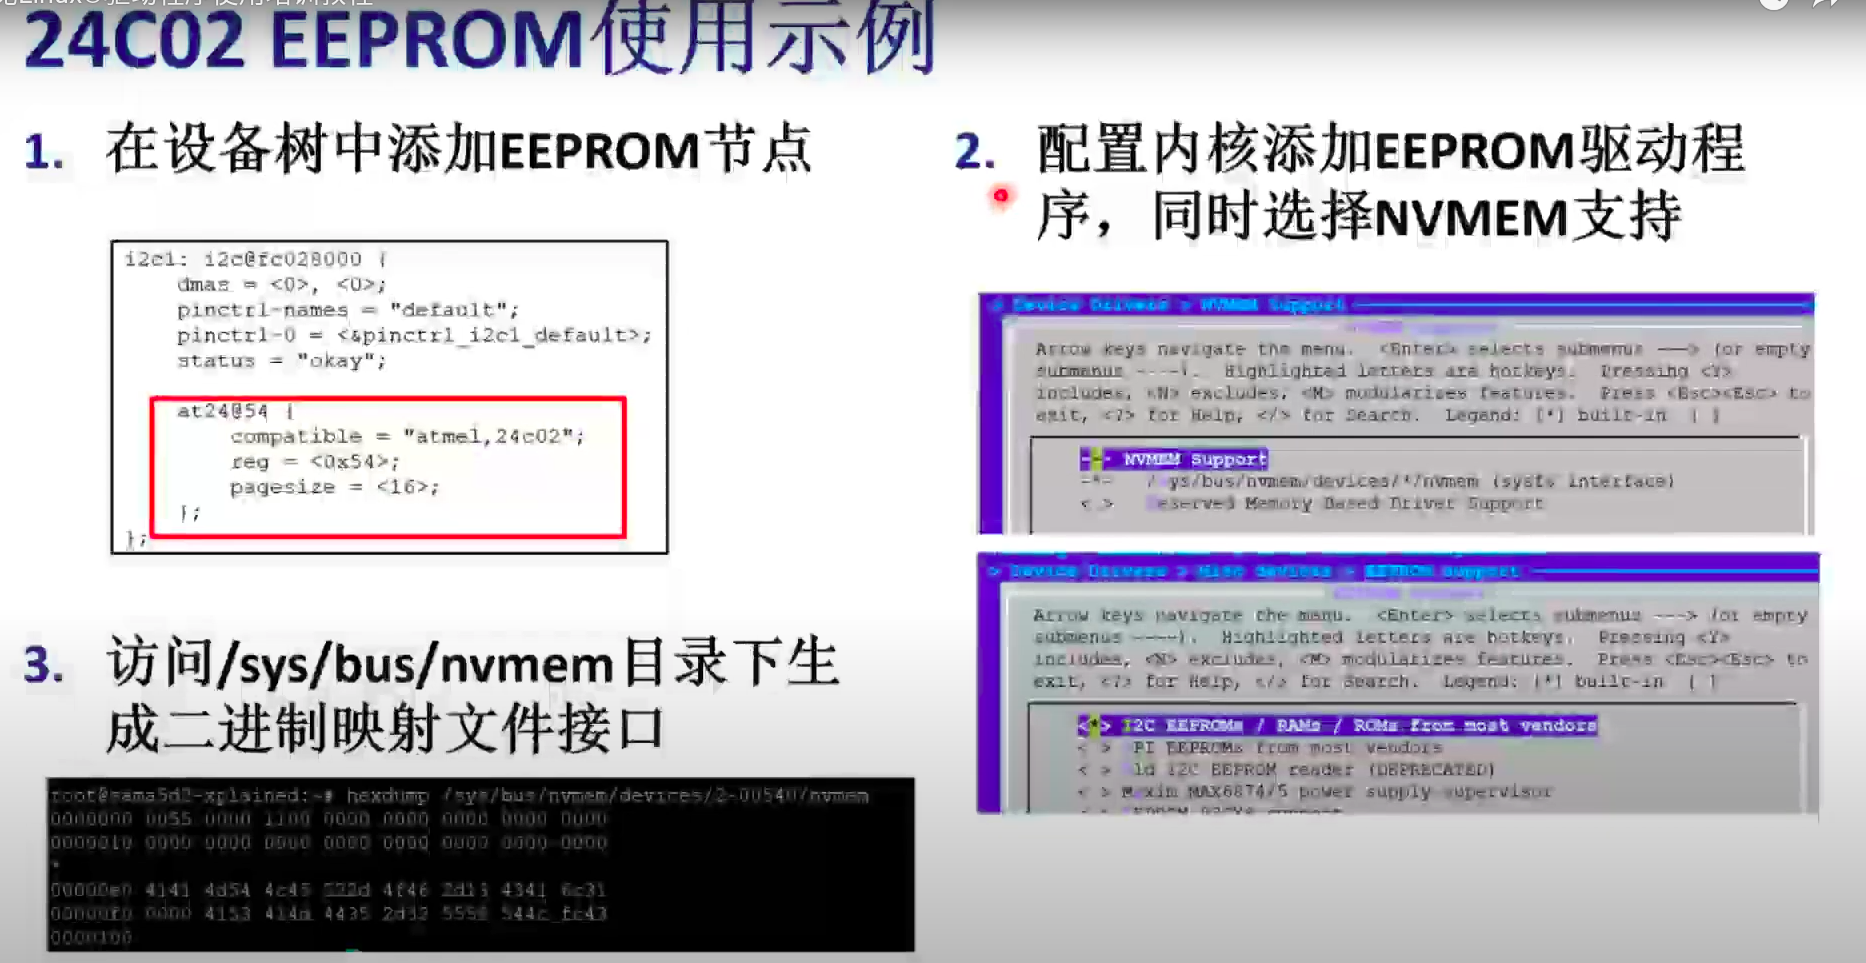 24C02 EEPROM使用示例
1. 在设备树中添加EEPROM节点
i2c1: i2c@fc028000 {
dmas = <0>, <0>;
pinctrl-names = "default";
pinctrl-0 = <&pinctrl_i2c1_default>;
status = "okay";
at24@54 {
compatible = "atmel,24c02";
reg = <0x54>;
pagesize = <16>;
};
};
2. 配置内核添加EEPROM驱动程
序，同时选择NVMEM支持
> Device Drivers > NVMEM Support
Arrow keys navigate the menu. <Enter> selects submenus ---> (or empty
submenus ----). Highlighted letters are hotkeys. Pressing <Y>
includes, <N> excludes, <M> modularizes features. Press <Esc><Esc> to
exit, <?> for Help, </> for Search. Legend: [*] built-in [ ]
-*- NVMEM Support
-*- /sys/bus/nvmem/devices/*/nvmem (sysfs interface)
< > Reserved Memory Based Driver Support
> Device Drivers > Misc devices > EEPROM support
Arrow keys navigate the menu. <Enter> selects submenus ---> (or empty
submenus ----). Highlighted letters are hotkeys. Pressing <Y>
includes, <N> excludes, <M> modularizes features. Press <Esc><Esc> to
exit, <?> for Help, </> for Search. Legend: [*] built-in [ ]
<*> I2C EEPROMs / RAMs / ROMs from most vendors
< > SPI EEPROMs from most vendors
< > Old I2C EEPROM reader (DEPRECATED)
< > Maxim MAX6874/5 power supply supervisor
3. 访问/sys/bus/nvmem目录下生
成二进制映射文件接口
root@sama5d2-xplained:~# hexdump /sys/bus/nvmem/devices/2-00540/nvmem
0000000 0055 0000 1100 0000 0000 0000 0000 0000
0000010 0000 0000 0000 0000 0000 0000 0000 0000
*
00000e0 4141 4d54 4c45 4f46 4341
00000f0 0000 4153 4435 2d32 544c fc43
0000100